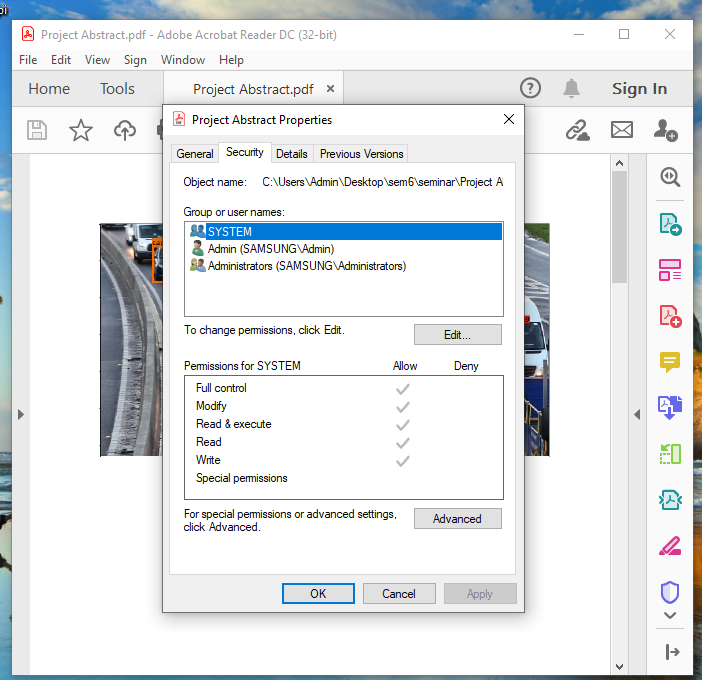 Project Abstract.pdf - Adobe Acrobat Reader DC (32-bit)
File Edit View Sign Window Help
Home Tools Project Abstract.pdf × ? Sign In
Project Abstract Properties
General Security Details Previous Versions
Object name: C:\Users\Admin\Desktop\sem6\seminar\Project A
Group or user names:
SYSTEM
Admin (SAMSUNG\Admin)
Administrators (SAMSUNG\Administrators)
To change permissions, click Edit.
Edit...
Permissions for SYSTEM Allow Deny
Full control
Modify
Read & execute
Read
Write
Special permissions
For special permissions or advanced settings,
click Advanced.
Advanced
OK Cancel Apply